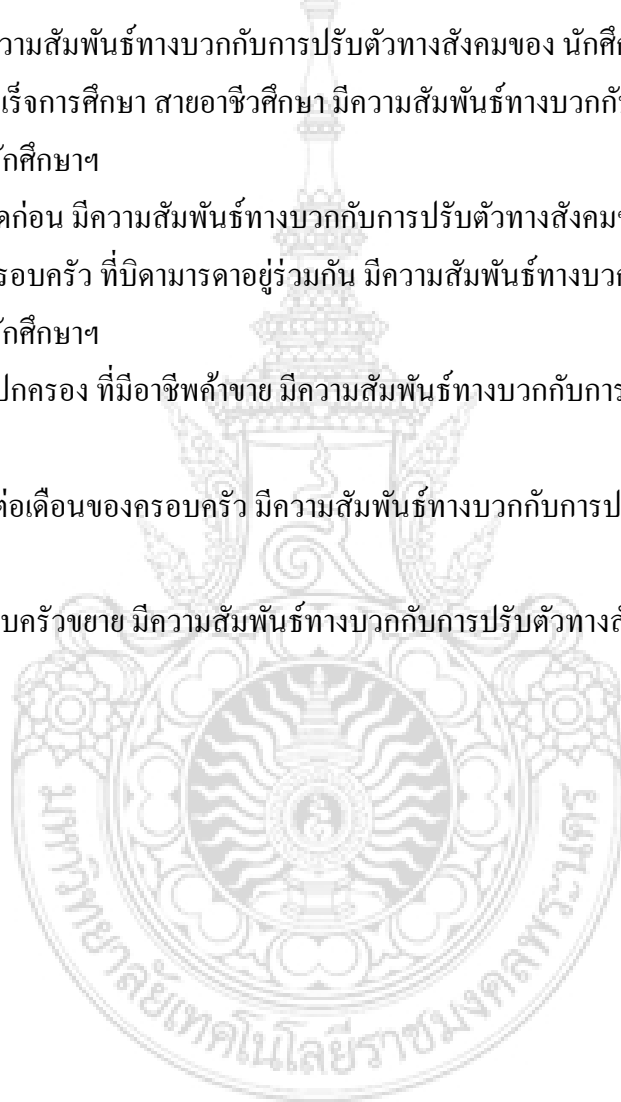 วามสัมพันธ์ทางบวกกับการปรับตัวทางสังคมของ นักศึก
เร็จการศึกษา สายอาชีวศึกษา มีความสัมพันธ์ทางบวกกับ
ักศึกษาฯ
ดก่อน มีความสัมพันธ์ทางบวกกับการปรับตัวทางสังคมข
รอบครัว ที่บิดามารดาอยู่ร่วมกัน มีความสัมพันธ์ทางบวก
ักศึกษาฯ
ปกครอง ที่มีอาชีพค้าขาย มีความสัมพันธ์ทางบวกกับการ
ต่อเดือนของครอบครัว มีความสัมพันธ์ทางบวกกับการป
บครัวขยาย มีความสัมพันธ์ทางบวกกับการปรับตัวทางสั
มหาวิทยาลัยเทคโนโลยีราชมงคลพระนคร